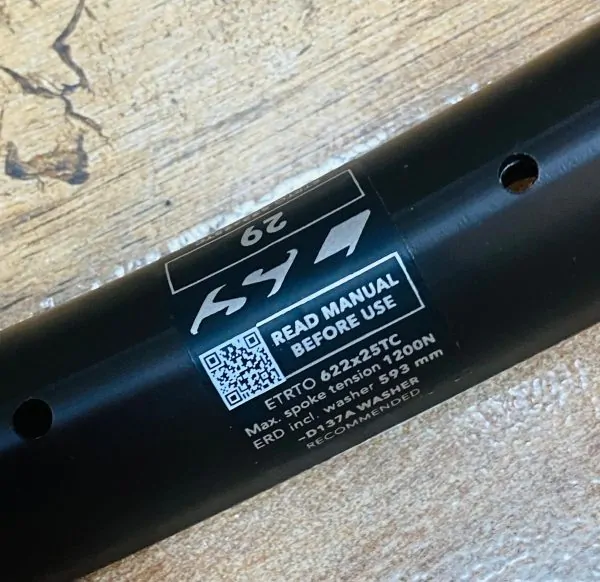 29
READ MANUAL
BEFORE USE
ETRTO 622x25TC
Max. spoke tension 1200N
ERD incl. washer 593 mm
-D137A WASHER
RECOMMENDED